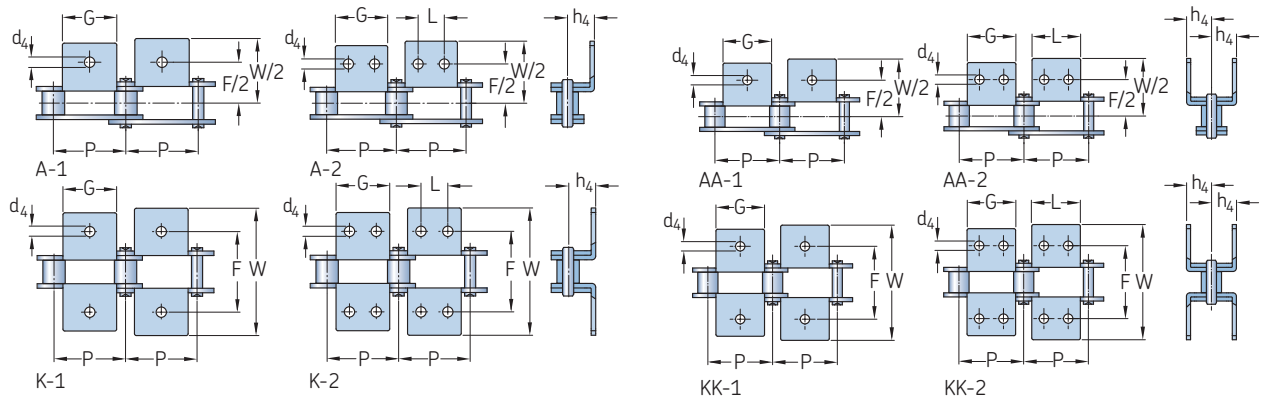 G
d4
W/2
F/2
P P
A-1
G L
d4
W/2
F/2
P P
A-2
h4
G
d4
W/2
F/2
P P
AA-1
G L
d4
W/2
F/2
P P
AA-2
h4
h4
G
d4
F W
P P
K-1
G L
d4
F W
P P
K-2
h4
G
d4
F W
P P
KK-1
G L
d4
F W
P P
KK-2
h4
h4